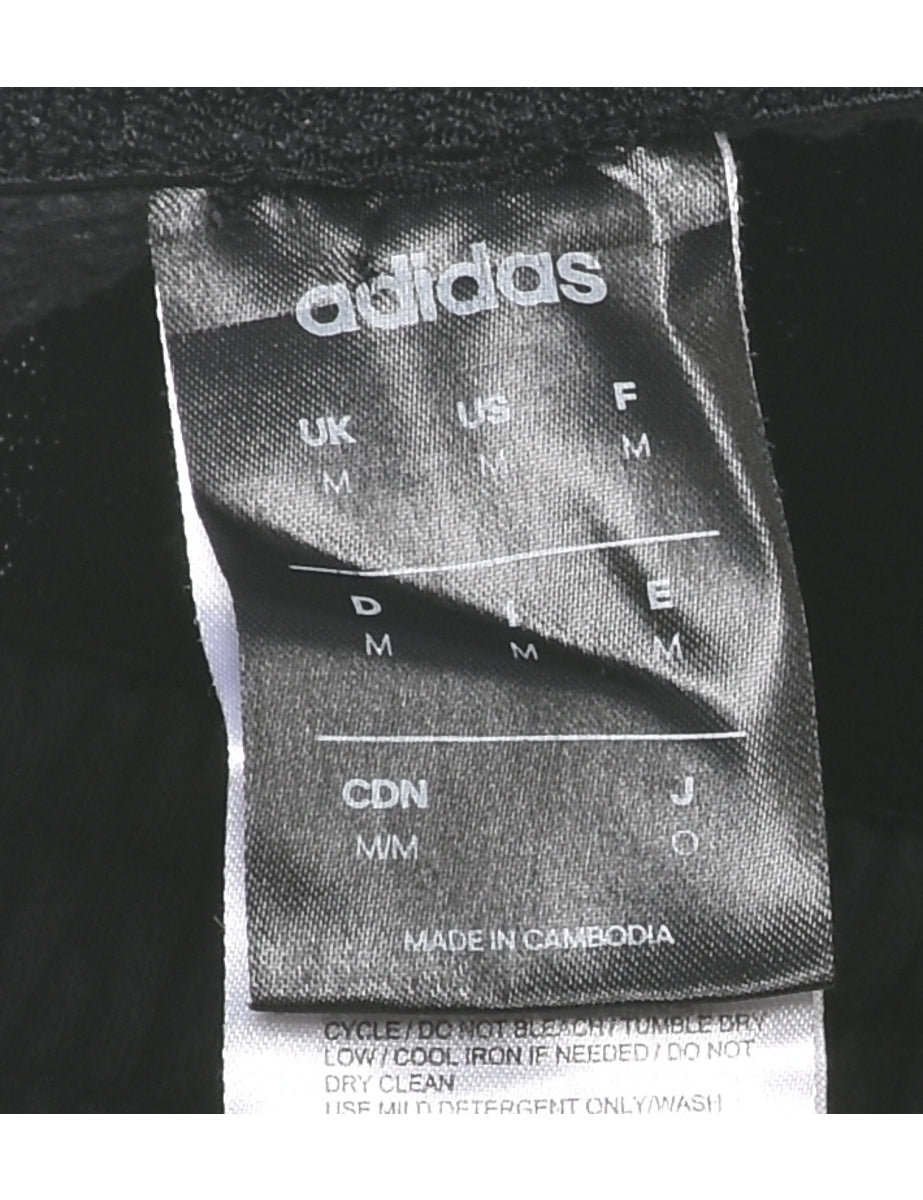 adidas
UK US F
M M M
D I E
M M M
CDN J
M/M O
MADE IN CAMBODIA
CYCLE / DO NOT BLEACH / TUMBLE DRY
LOW / COOL IRON IF NEEDED / DO NOT
DRY CLEAN
USE MILD DETERGENT ONLY/WASH